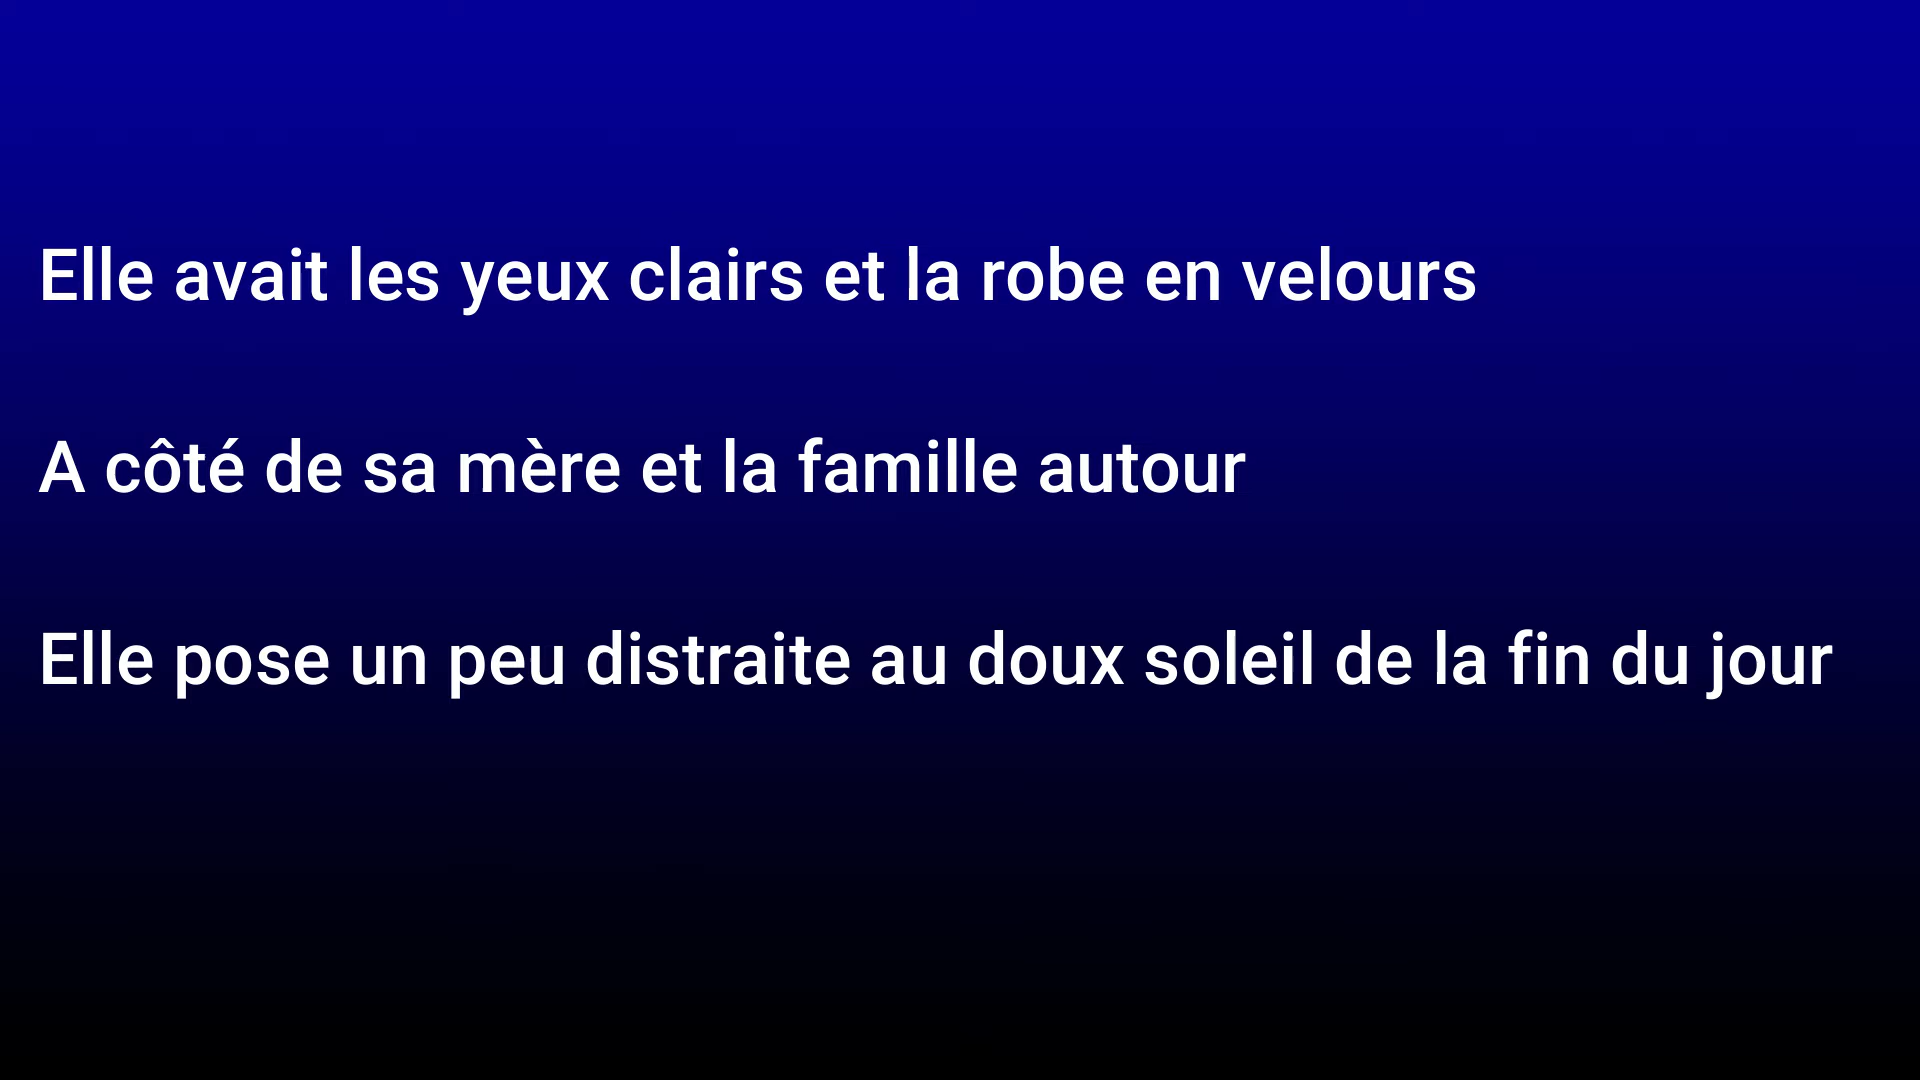 Elle avait les yeux clairs et la robe en velours
A côté de sa mère et la famille autour
Elle pose un peu distraite au doux soleil de la fin du jour